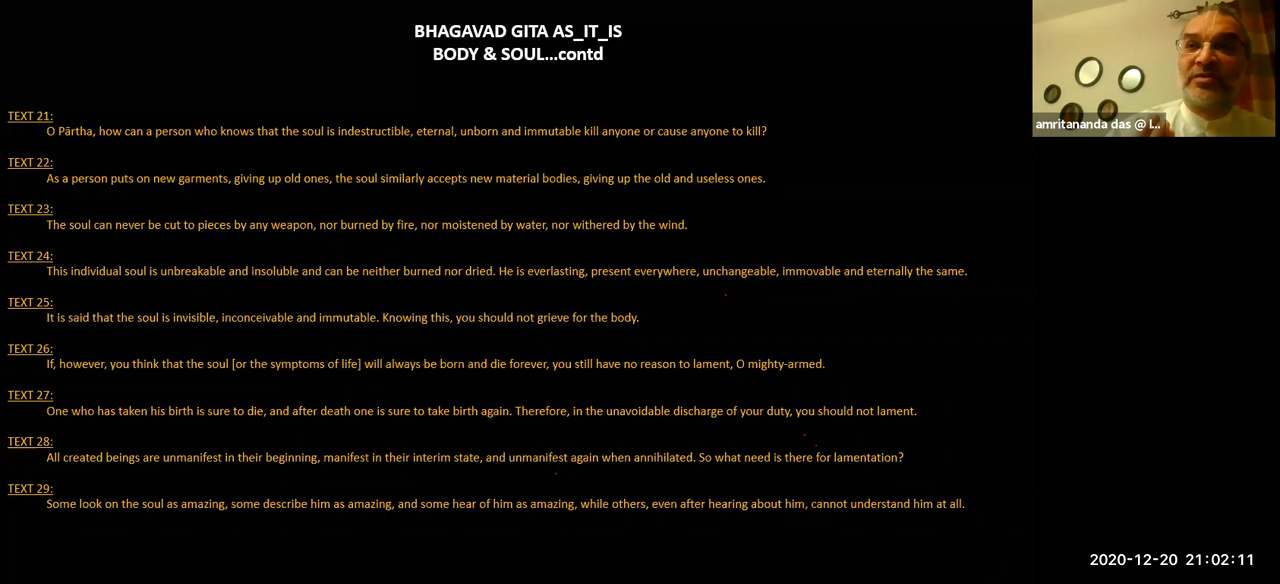 BHAGAVAD GITA AS_IT_IS
BODY & SOUL...contd
TEXT 21:
O Pārtha, how can a person who knows that the soul is indestructible, eternal, unborn and immutable kill anyone or cause anyone to kill?
TEXT 22:
As a person puts on new garments, giving up old ones, the soul similarly accepts new material bodies, giving up the old and useless ones.
TEXT 23:
The soul can never be cut to pieces by any weapon, nor burned by fire, nor moistened by water, nor withered by the wind.
TEXT 24:
This individual soul is unbreakable and insoluble and can be neither burned nor dried. He is everlasting, present everywhere, unchangeable, immovable and eternally the same.
TEXT 25:
It is said that the soul is invisible, inconceivable and immutable. Knowing this, you should not grieve for the body.
TEXT 26:
If, however, you think that the soul [or the symptoms of life] will always be born and die forever, you still have no reason to lament, O mighty-armed.
TEXT 27:
One who has taken his birth is sure to die, and after death one is sure to take birth again. Therefore, in the unavoidable discharge of your duty, you should not lament.
TEXT 28:
All created beings are unmanifest in their beginning, manifest in their interim state, and unmanifest again when annihilated. So what need is there for lamentation?
TEXT 29:
Some look on the soul as amazing, some describe him as amazing, and some hear of him as amazing, while others, even after hearing about him, cannot understand him at all.
amritananda das @ l...
2020-12-20 21:02:11